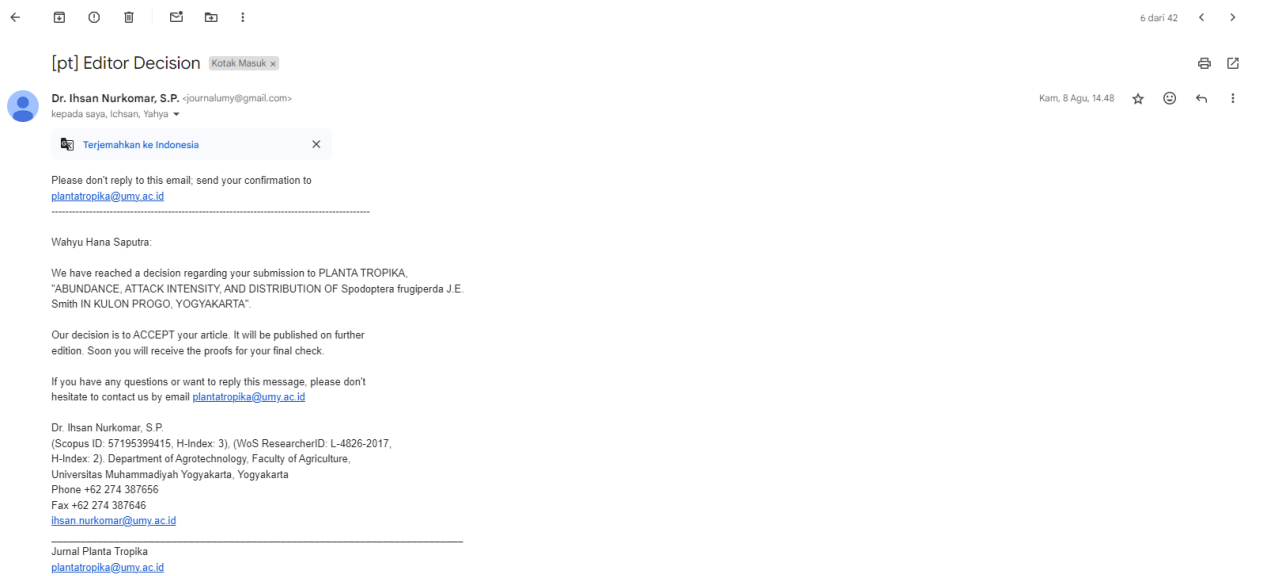 6 dari 42
[pt] Editor Decision Kotak Masuk ×
Dr. Ihsan Nurkomar, S.P. <journalumy@gmail.com>
Kam, 8 Agu, 14.48
kepada saya, Ichsan, Yahya
Terjemahkan ke Indonesia
Please don't reply to this email; send your confirmation to
plantatropika@umy.ac.id
--------------------------------------------------------------------------------------------
Wahyu Hana Saputra:
We have reached a decision regarding your submission to PLANTA TROPIKA,
"ABUNDANCE, ATTACK INTENSITY, AND DISTRIBUTION OF Spodoptera frugiperda J.E.
Smith IN KULON PROGO, YOGYAKARTA".
Our decision is to ACCEPT your article. It will be published on further
edition. Soon you will receive the proofs for your final check.
If you have any questions or want to reply this message, please don't
hesitate to contact us by email plantatropika@umy.ac.id
Dr. Ihsan Nurkomar, S.P.
(Scopus ID: 57195399415, H-Index: 3), (WoS ResearcherID: L-4826-2017,
H-Index: 2). Department of Agrotechnology, Faculty of Agriculture,
Universitas Muhammadiyah Yogyakarta, Yogyakarta
Phone +62 274 387656
Fax +62 274 387646
ihsan.nurkomar@umy.ac.id
________________________________________________________________________
Jurnal Planta Tropika
plantatropika@umy.ac.id